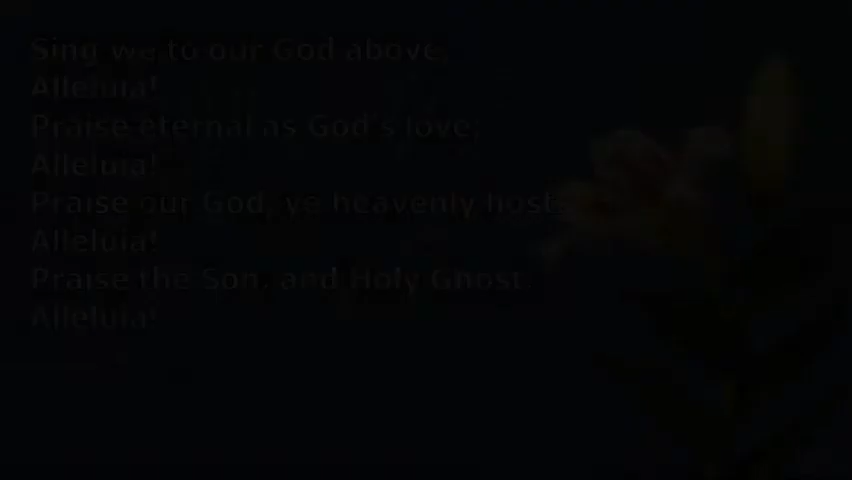 Sing we to our God above,
Alleluia!
Praise eternal as God's love;
Alleluia!
Praise our God, ye heavenly host,
Alleluia!
Praise the Son, and Holy Ghost,
Alleluia!